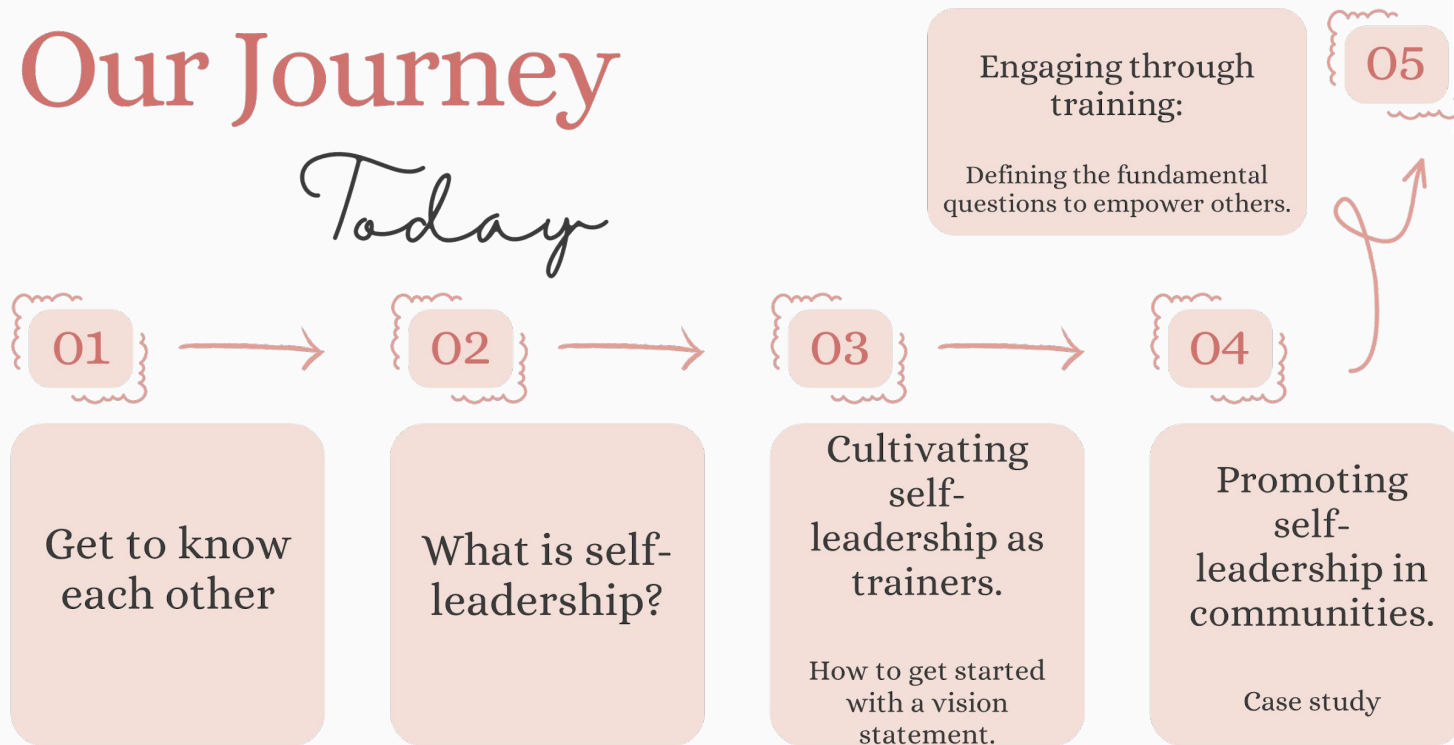 Our Journey
Today
01
Get to know
each other
02
What is self-
leadership?
03
Cultivating
self-
leadership as
trainers.
How to get started
with a vision
statement.
04
Promoting
self-
leadership in
communities.
Case study
05
Engaging through
training:
Defining the fundamental
questions to empower others.